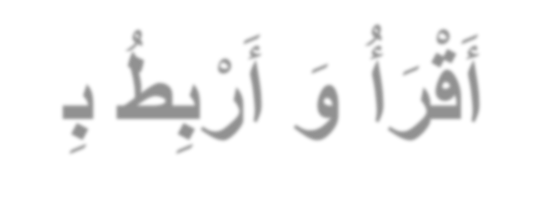 أَقْرَأُ وَ أَرْبِطُ بِ